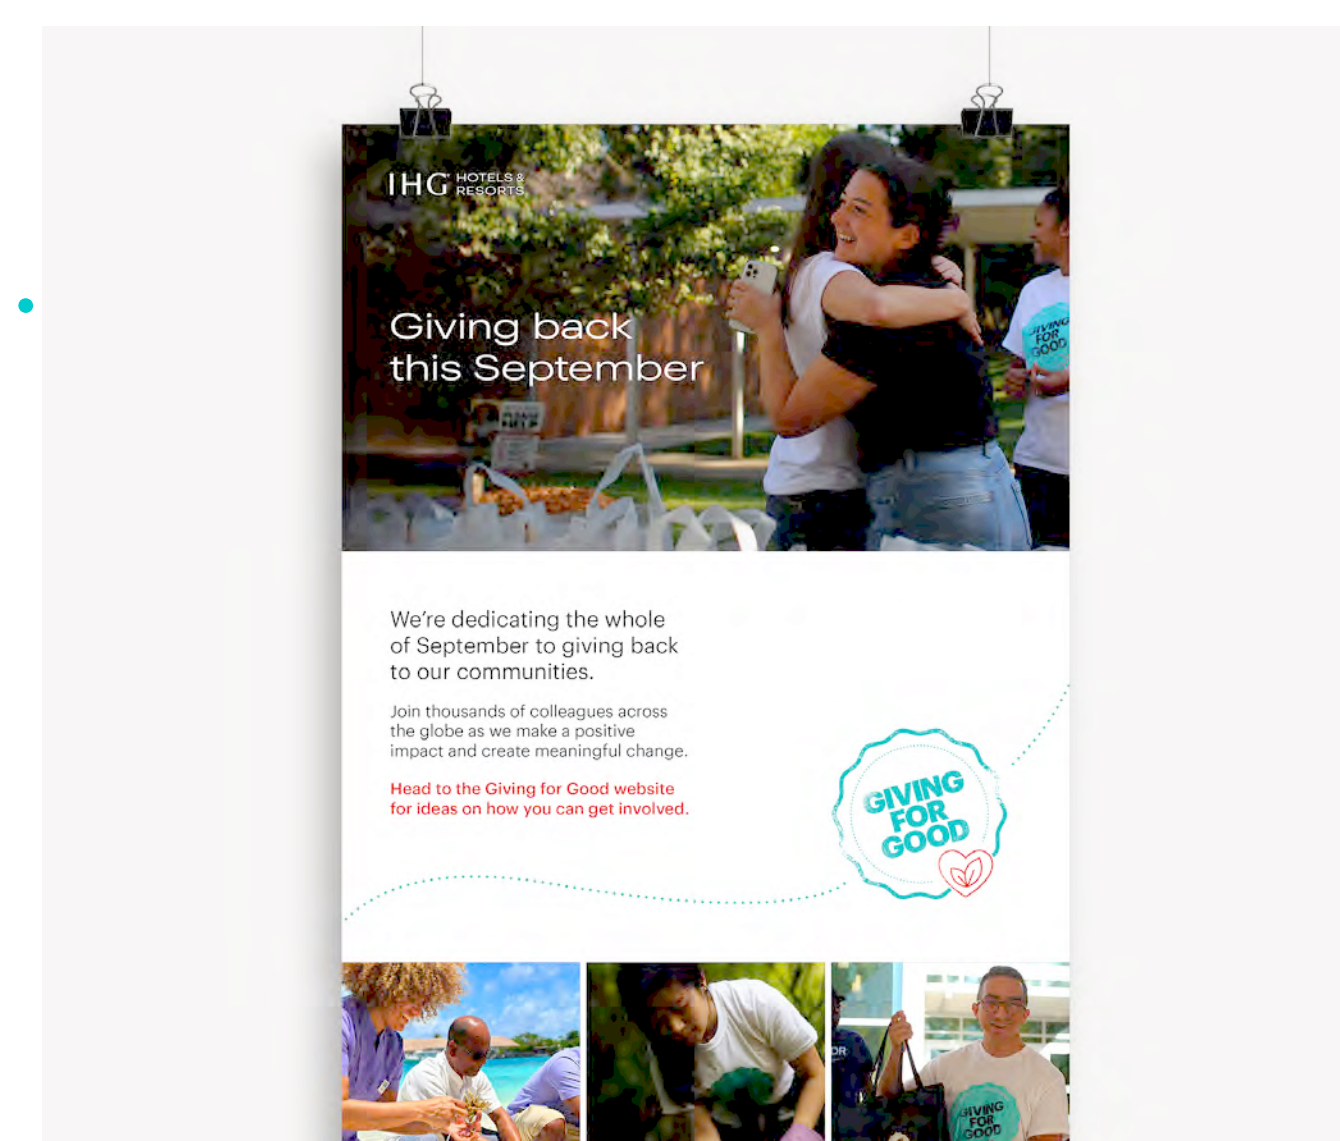 IHG HOTELS &
RESORTS
Giving back
this September
GIVING
FOR
GOOD
PLEASE
HELP
We're dedicating the whole
of September to giving back
to our communities.
Join thousands of colleagues across
the globe as we make a positive
impact and create meaningful change.
Head to the Giving for Good website
for ideas on how you can get involved.
GIVING
FOR
GOOD
OR
GIVING
FOR
GOOD